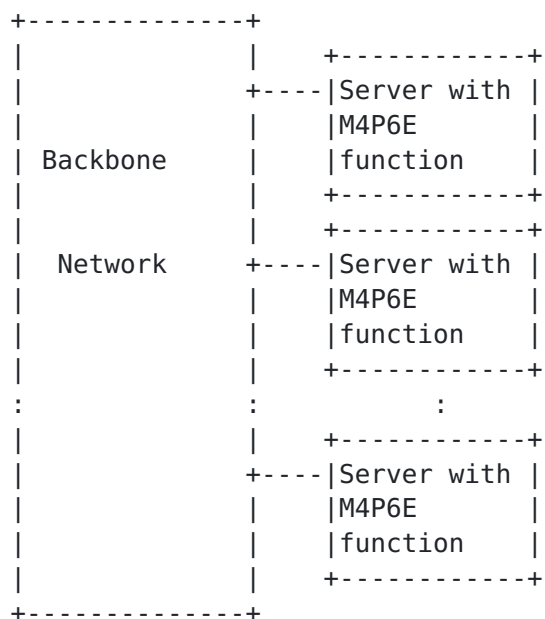 Server with
M4P6E
Backbone
function
Network
Server with
M4P6E
function
Server with
M4P6E
function